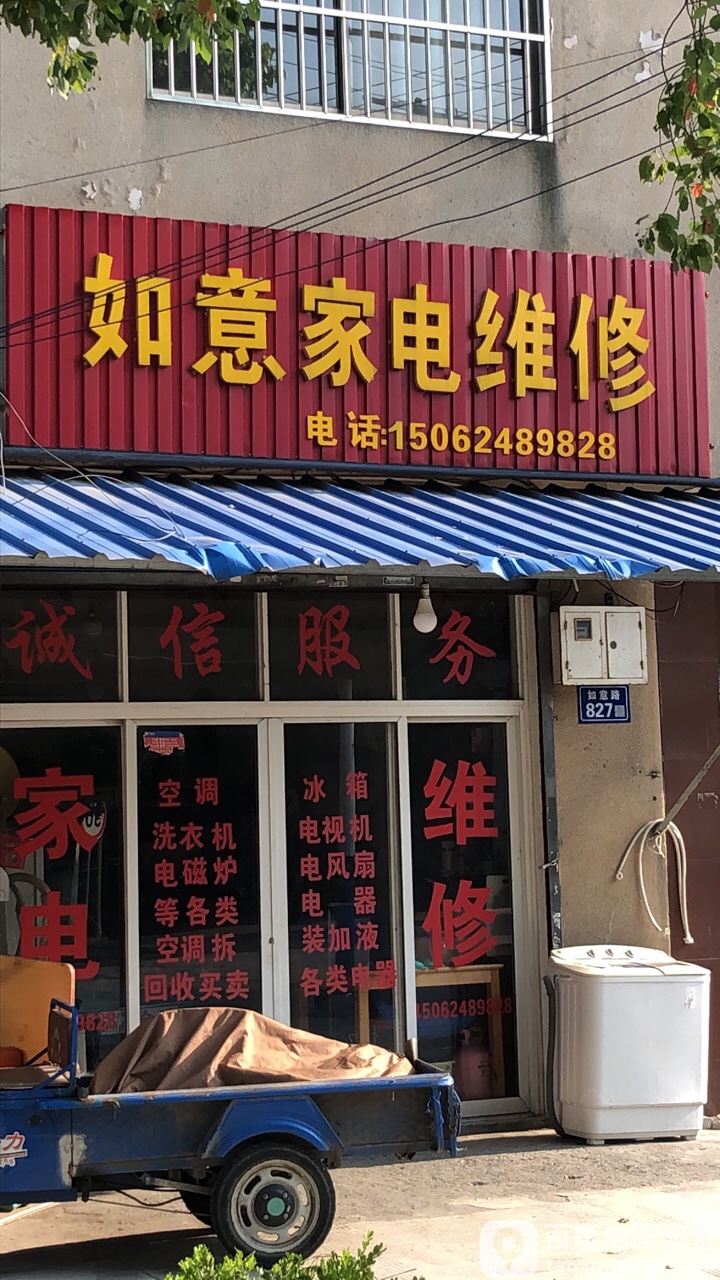 如意家电维修
电话:15062489828
诚信服务
如意路
827
家电
空调
洗衣机
电磁炉
等各类
空调拆
回收买卖
冰箱
电视机
电风扇
电器
装加液
各类电器
维修
15062489828
9828
力